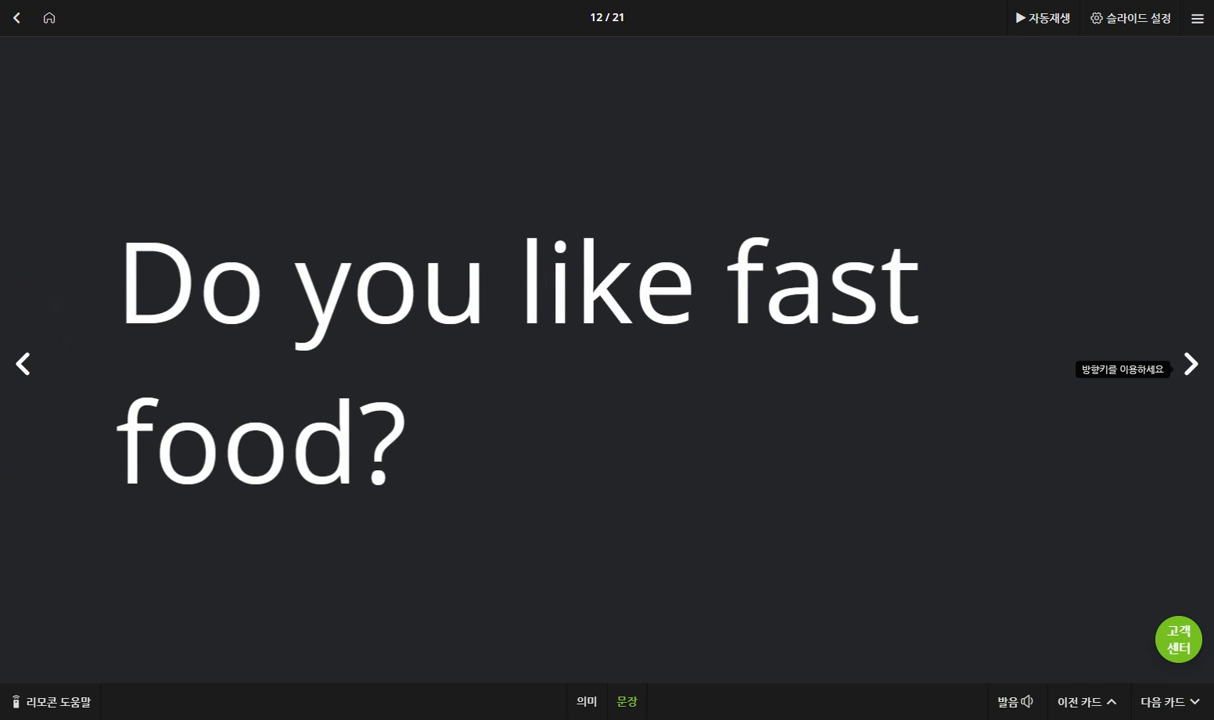 12 / 21
자동재생
슬라이드 설정
Do you like fast
food?
방향키를 이용하세요
고객
센터
리모콘 도움말
의미
문장
발음
이전 카드
다음 카드